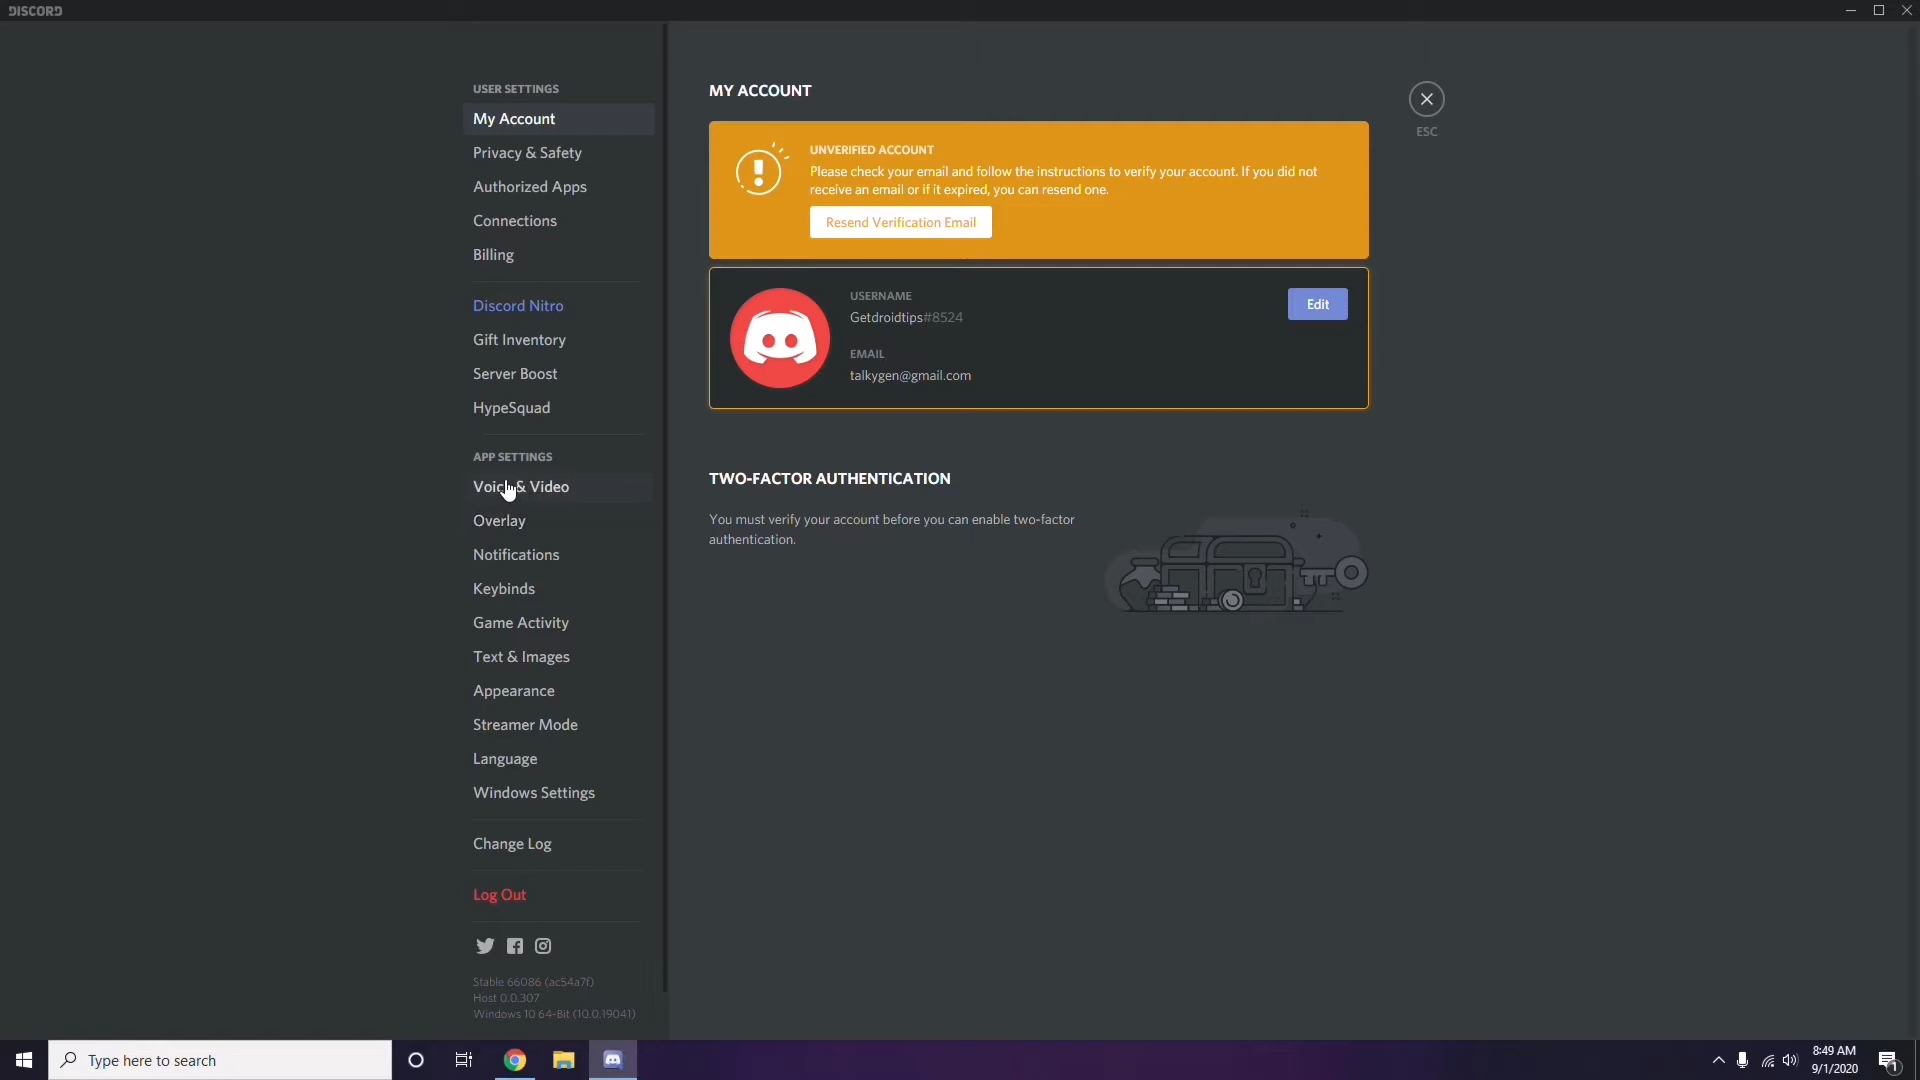 DISCORD
USER SETTINGS
My Account
Privacy & Safety
Authorized Apps
Connections
Billing
Discord Nitro
Gift Inventory
Server Boost
HypeSquad
APP SETTINGS
Voice & Video
Overlay
Notifications
Keybinds
Game Activity
Text & Images
Appearance
Streamer Mode
Language
Windows Settings
Change Log
Log Out
Stable 66086 (ac54a7f)
Host 0.0.307
Windows 10 64-Bit (10.0.19041)
MY ACCOUNT
ESC
UNVERIFIED ACCOUNT
Please check your email and follow the instructions to verify your account. If you did not
receive an email or if it expired, you can resend one.
Resend Verification Email
USERNAME
Getdroidtips#8524
Edit
EMAIL
talkygen@gmail.com
TWO-FACTOR AUTHENTICATION
You must verify your account before you can enable two-factor
authentication.
Type here to search
8:49 AM
9/1/2020
1